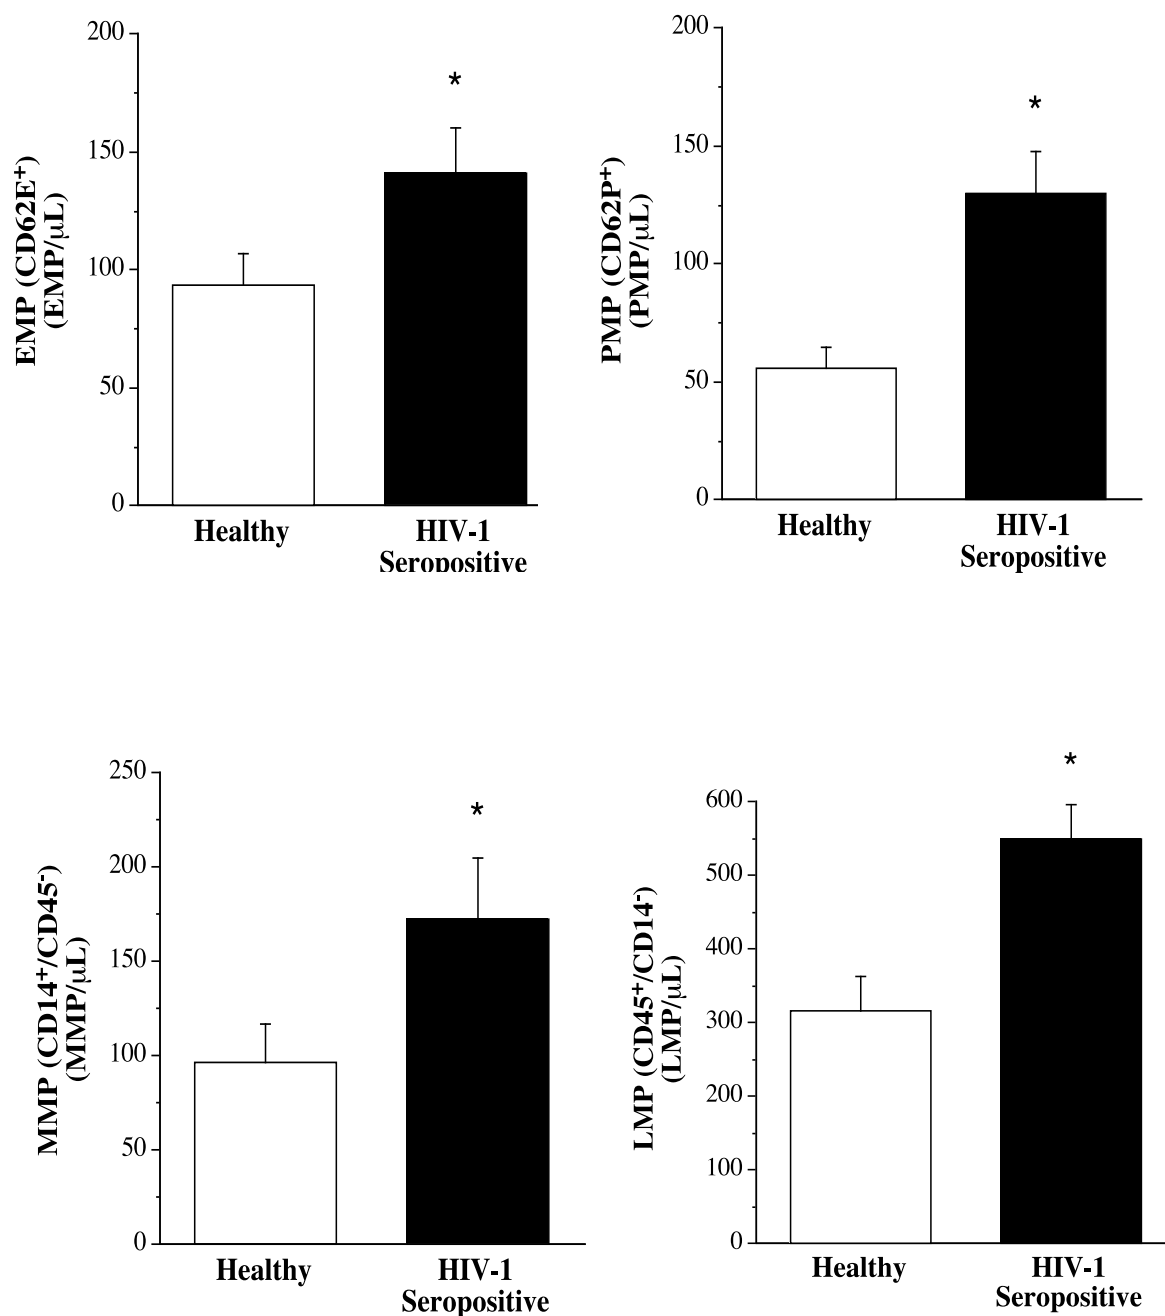 200
150
100
50
0
EMP (CD62E⁺)
(EMP/μL)
*
Healthy
HIV-1
Seropositive
200
150
100
50
0
PMP (CD62P⁺)
(PMP/μL)
*
Healthy
HIV-1
Seropositive
250
200
150
100
50
0
MMP (CD14⁺/CD45⁻)
(MMP/μL)
*
Healthy
HIV-1
Seropositive
600
500
400
300
200
100
0
LMP (CD45⁺/CD14⁻)
(LMP/μL)
*
Healthy
HIV-1
Seropositive